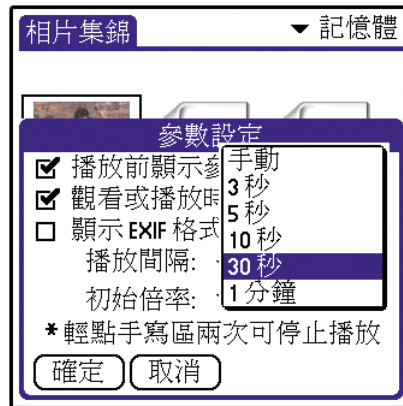 相片集錦 記憶體
參數設定
播放前顯示參
觀看或播放時
顯示 EXIF 格式
播放間隔:
初始倍率:
手動
3 秒
5 秒
10 秒
30 秒
1 分鐘
*輕點手寫區兩次可停止播放
確定 取消